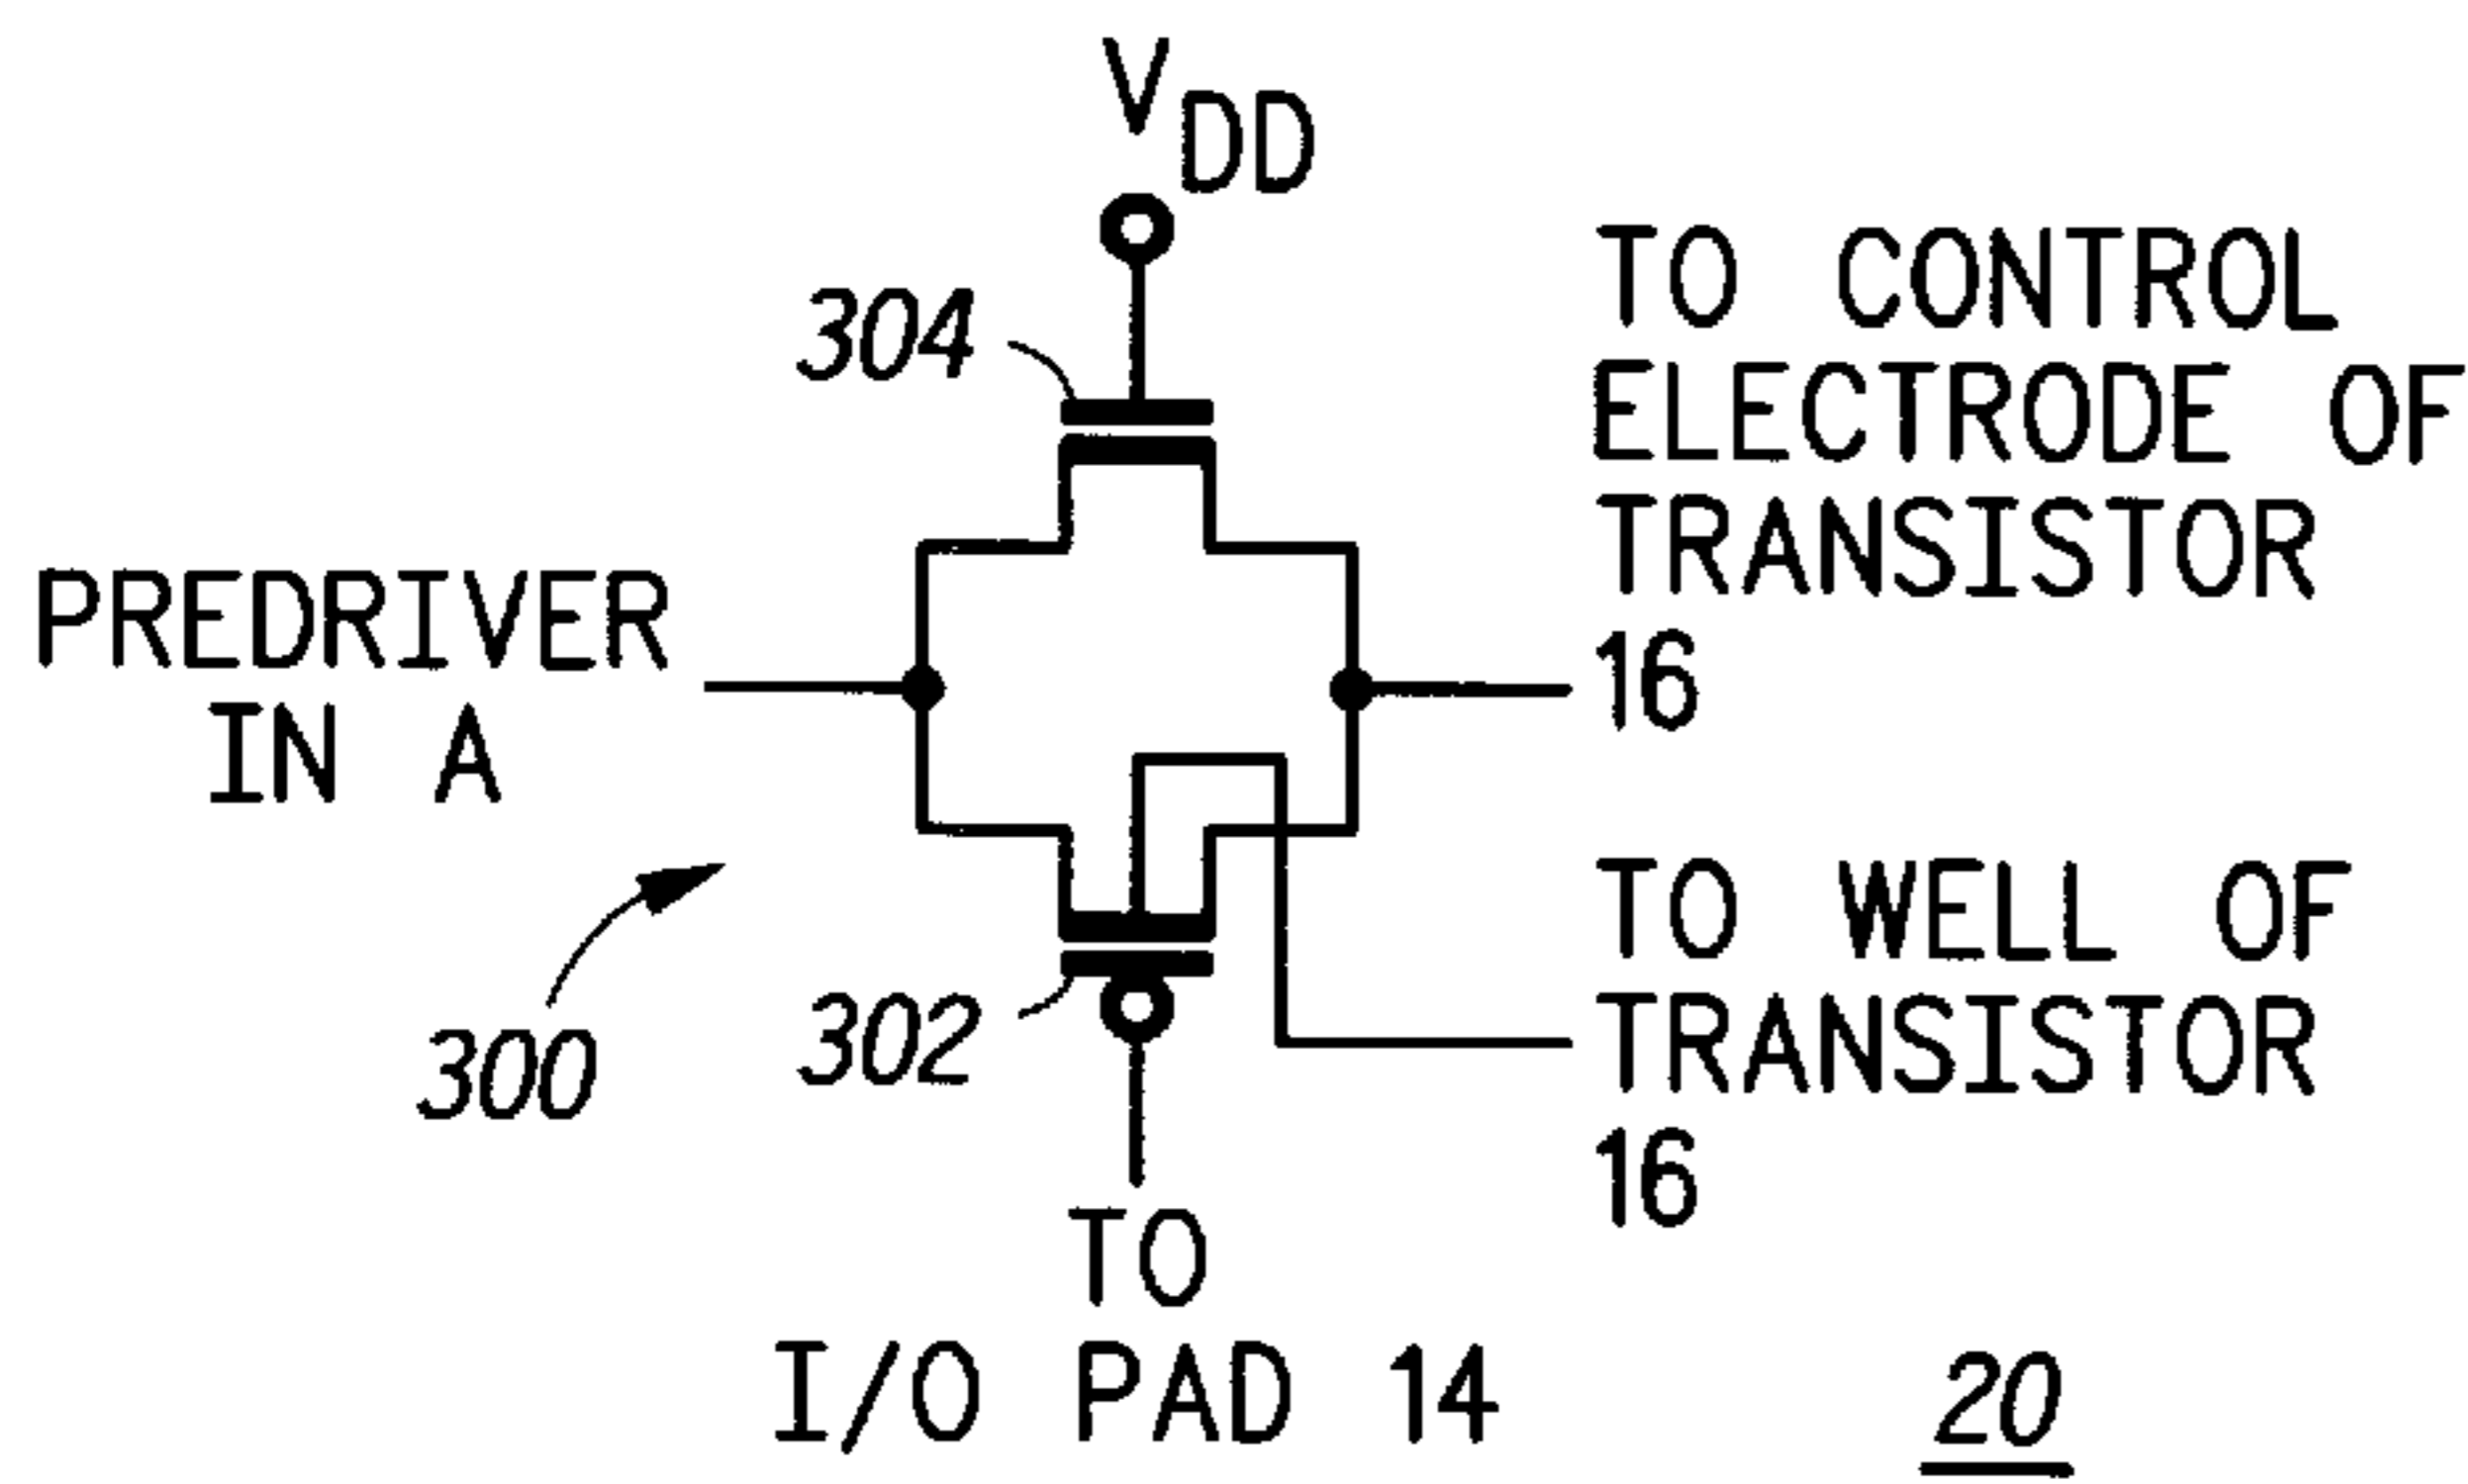 VDD
304
TO CONTROL
ELECTRODE OF
TRANSISTOR
16
PREDRIVER
IN A
TO WELL OF
TRANSISTOR
16
300
302
TO
I/O PAD 14
20